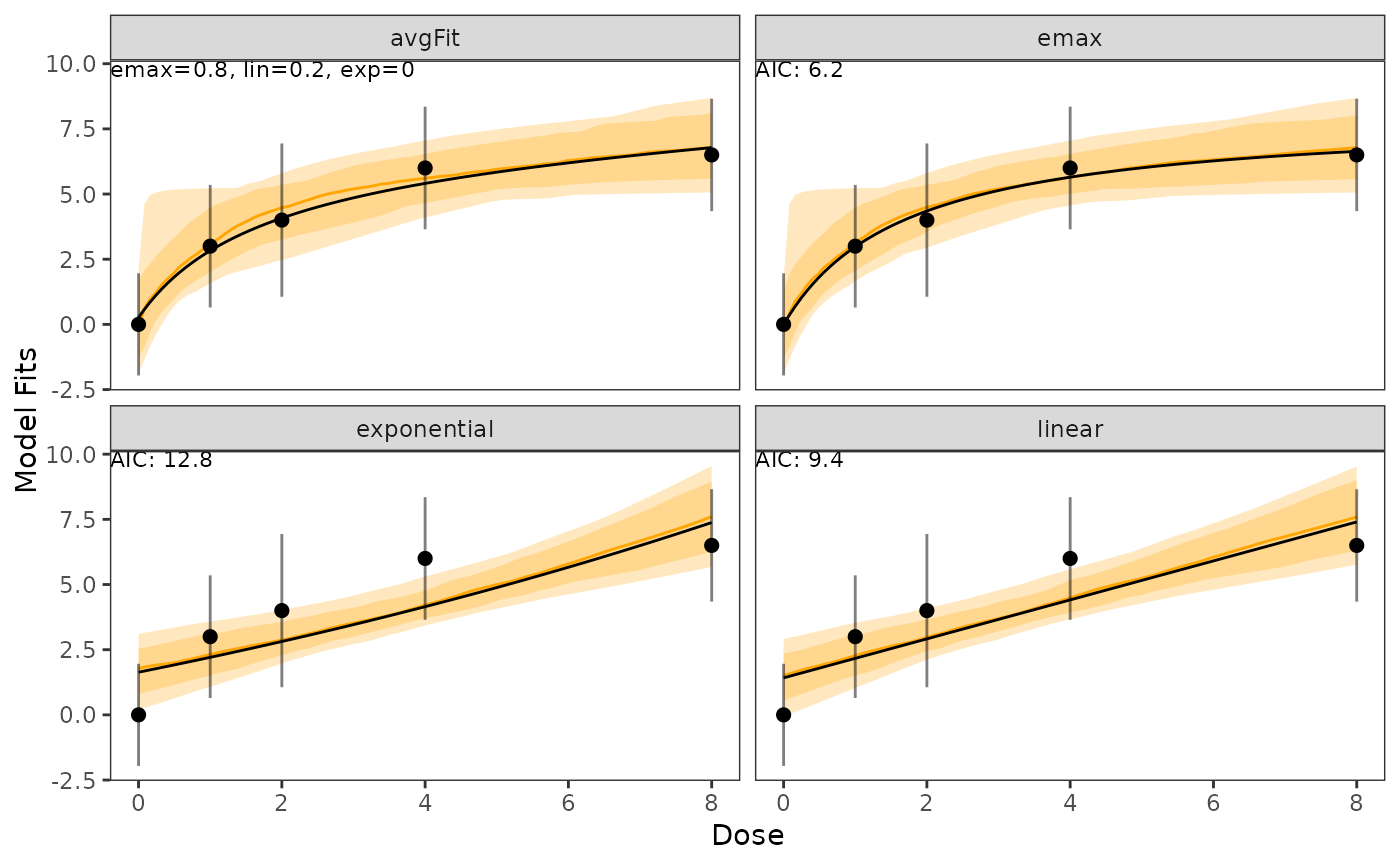 avgFit
emax
10.0
7.5
5.0
2.5
0.0
-2.5
emax=0.8, lin=0.2, exp=0
AIC: 6.2
Model Fits
exponential
linear
10.0
7.5
5.0
2.5
0.0
-2.5
AIC: 12.8
AIC: 9.4
0 2 4 6 8
0 2 4 6 8
Dose